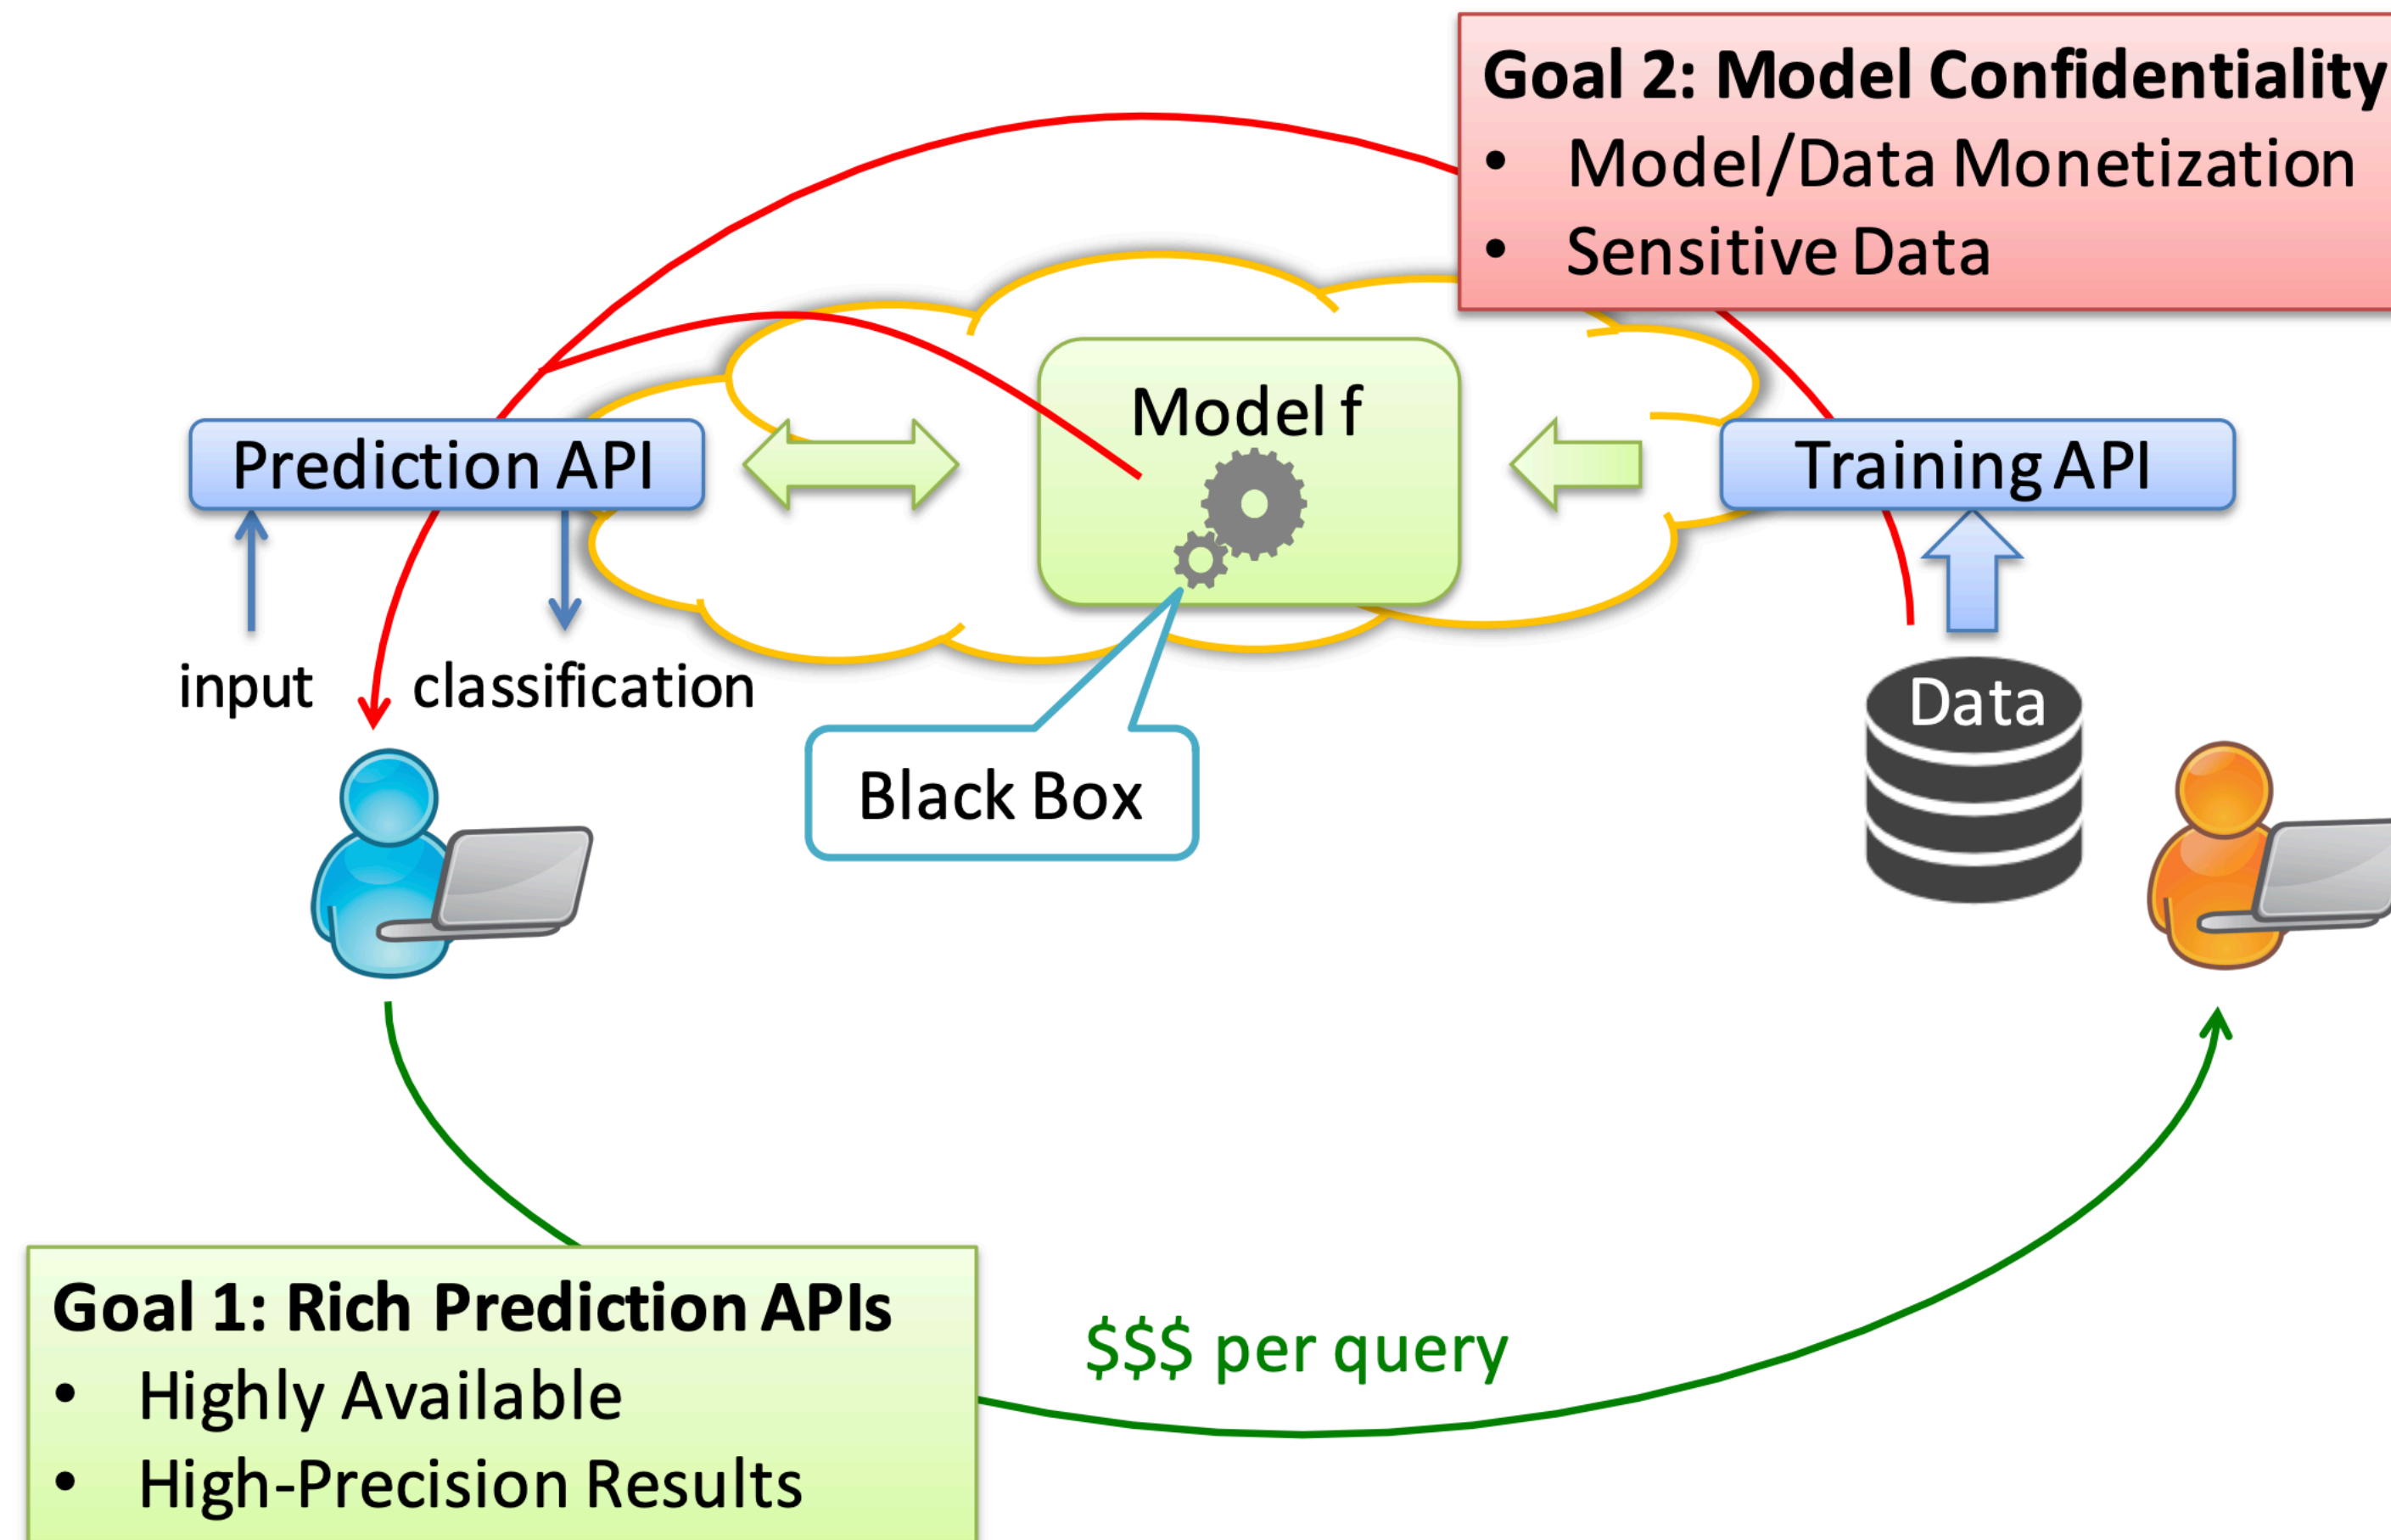 Goal 2: Model Confidentiality
• Model/Data Monetization
• Sensitive Data
Model f
Prediction API
Training API
input
classification
Data
Black Box
Goal 1: Rich Prediction APIs
• Highly Available
• High-Precision Results
$$$ per query